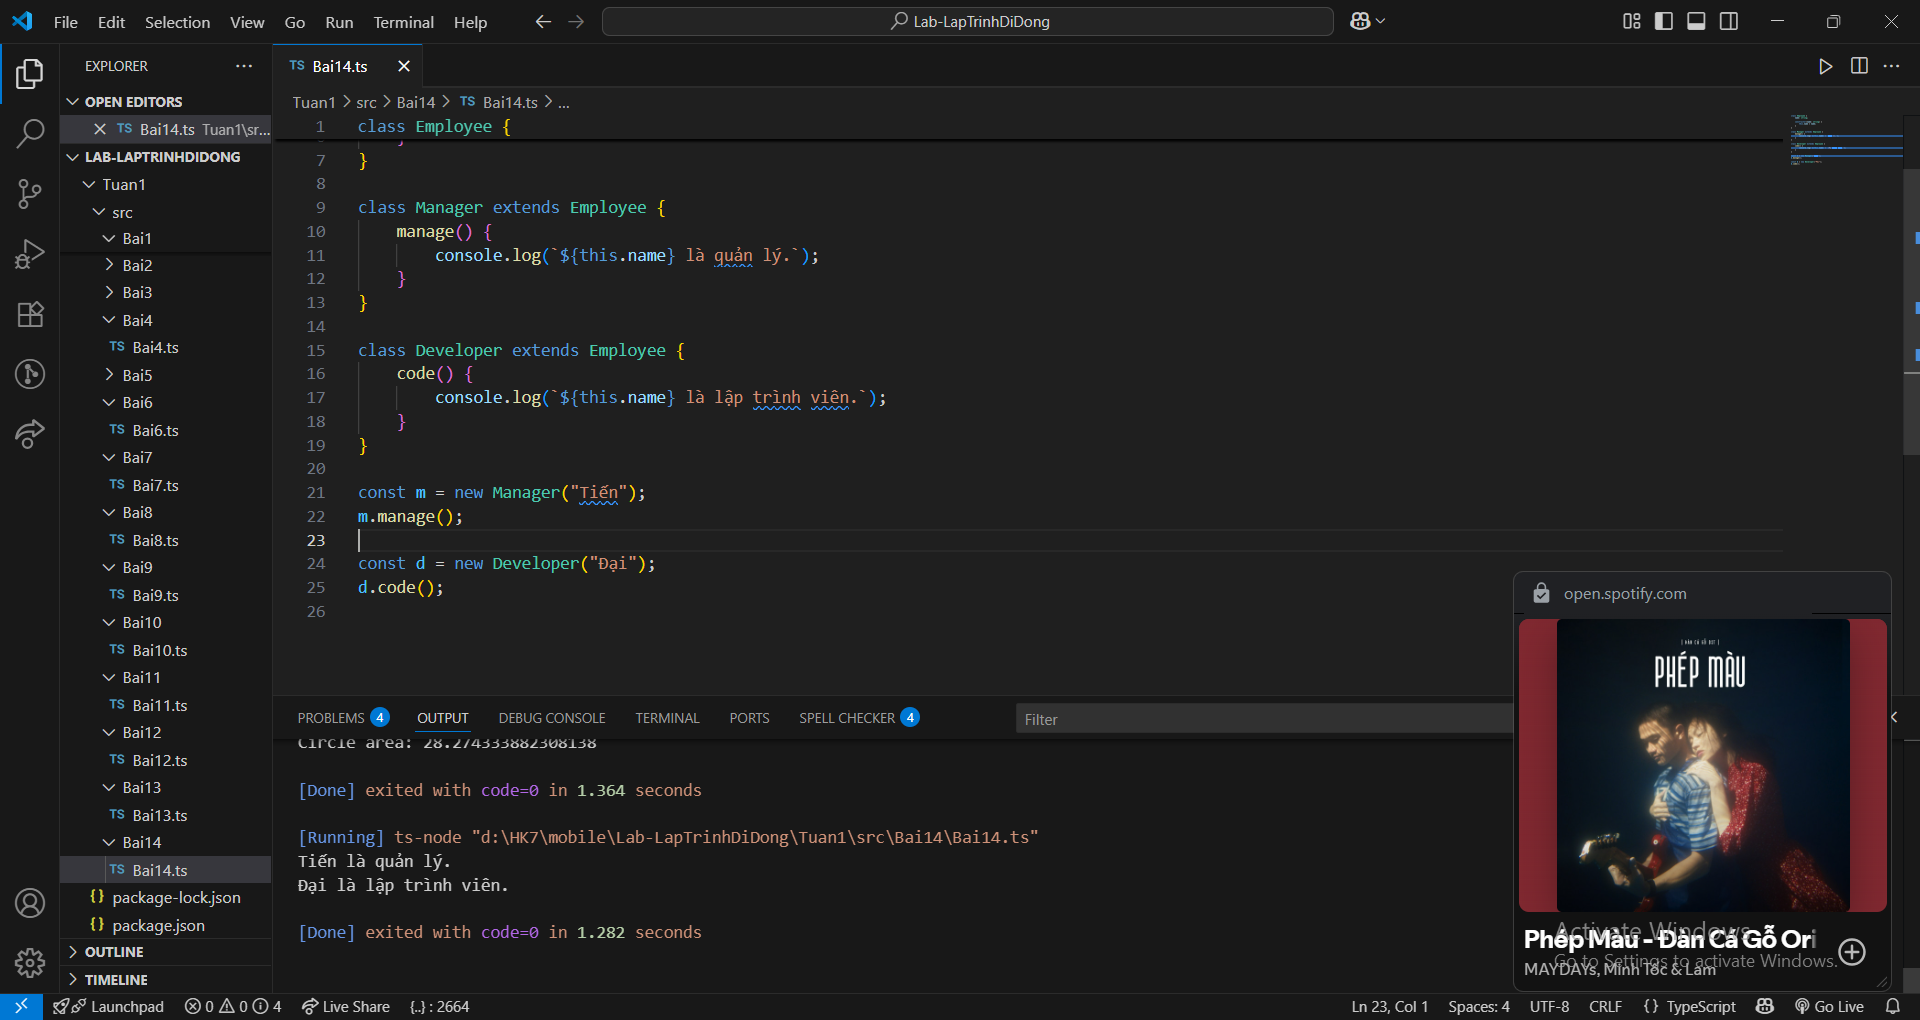 File Edit Selection View Go Run Terminal Help
Lab-LapTrinhDiDong
EXPLORER
OPEN EDITORS
TS Bai14.ts Tuan1\sr...
LAB-LAPTRINHDIDONG
Tuan1
src
Bai1
Bai2
Bai3
Bai4
TS Bai4.ts
Bai5
Bai6
TS Bai6.ts
Bai7
TS Bai7.ts
Bai8
TS Bai8.ts
Bai9
TS Bai9.ts
Bai10
TS Bai10.ts
Bai11
TS Bai11.ts
Bai12
TS Bai12.ts
Bai13
TS Bai13.ts
Bai14
TS Bai14.ts
{} package-lock.json
{} package.json
OUTLINE
TIMELINE
TS Bai14.ts
Tuan1 > src > Bai14 > TS Bai14.ts > ...
1 class Employee {
7 }
8
9 class Manager extends Employee {
10 manage() {
11 console.log(`${this.name} là quản lý.`);
12 }
13 }
14
15 class Developer extends Employee {
16 code() {
17 console.log(`${this.name} là lập trình viên.`);
18 }
19 }
20
21 const m = new Manager("Tiến");
22 m.manage();
23
24 const d = new Developer("Đại");
25 d.code();
26
PROBLEMS 4 OUTPUT DEBUG CONSOLE TERMINAL PORTS SPELL CHECKER 4
Filter
Circle area: 28.274333882308138
[Done] exited with code=0 in 1.364 seconds
[Running] ts-node "d:\HK7\mobile\Lab-LapTrinhDiDong\Tuan1\src\Bai14\Bai14.ts"
Tiến là quản lý.
Đại là lập trình viên.
[Done] exited with code=0 in 1.282 seconds
open.spotify.com
PHÉP MÀU
Phép Màu - Đàn Cá Gỗ Ori
MAYDAYs, Minh Tốc & Lam
Activate Windows
Go to Settings to activate Windows.
Launchpad 0 0 4 Live Share {..} : 2664
Ln 23, Col 1 Spaces: 4 UTF-8 CRLF {} TypeScript Go Live